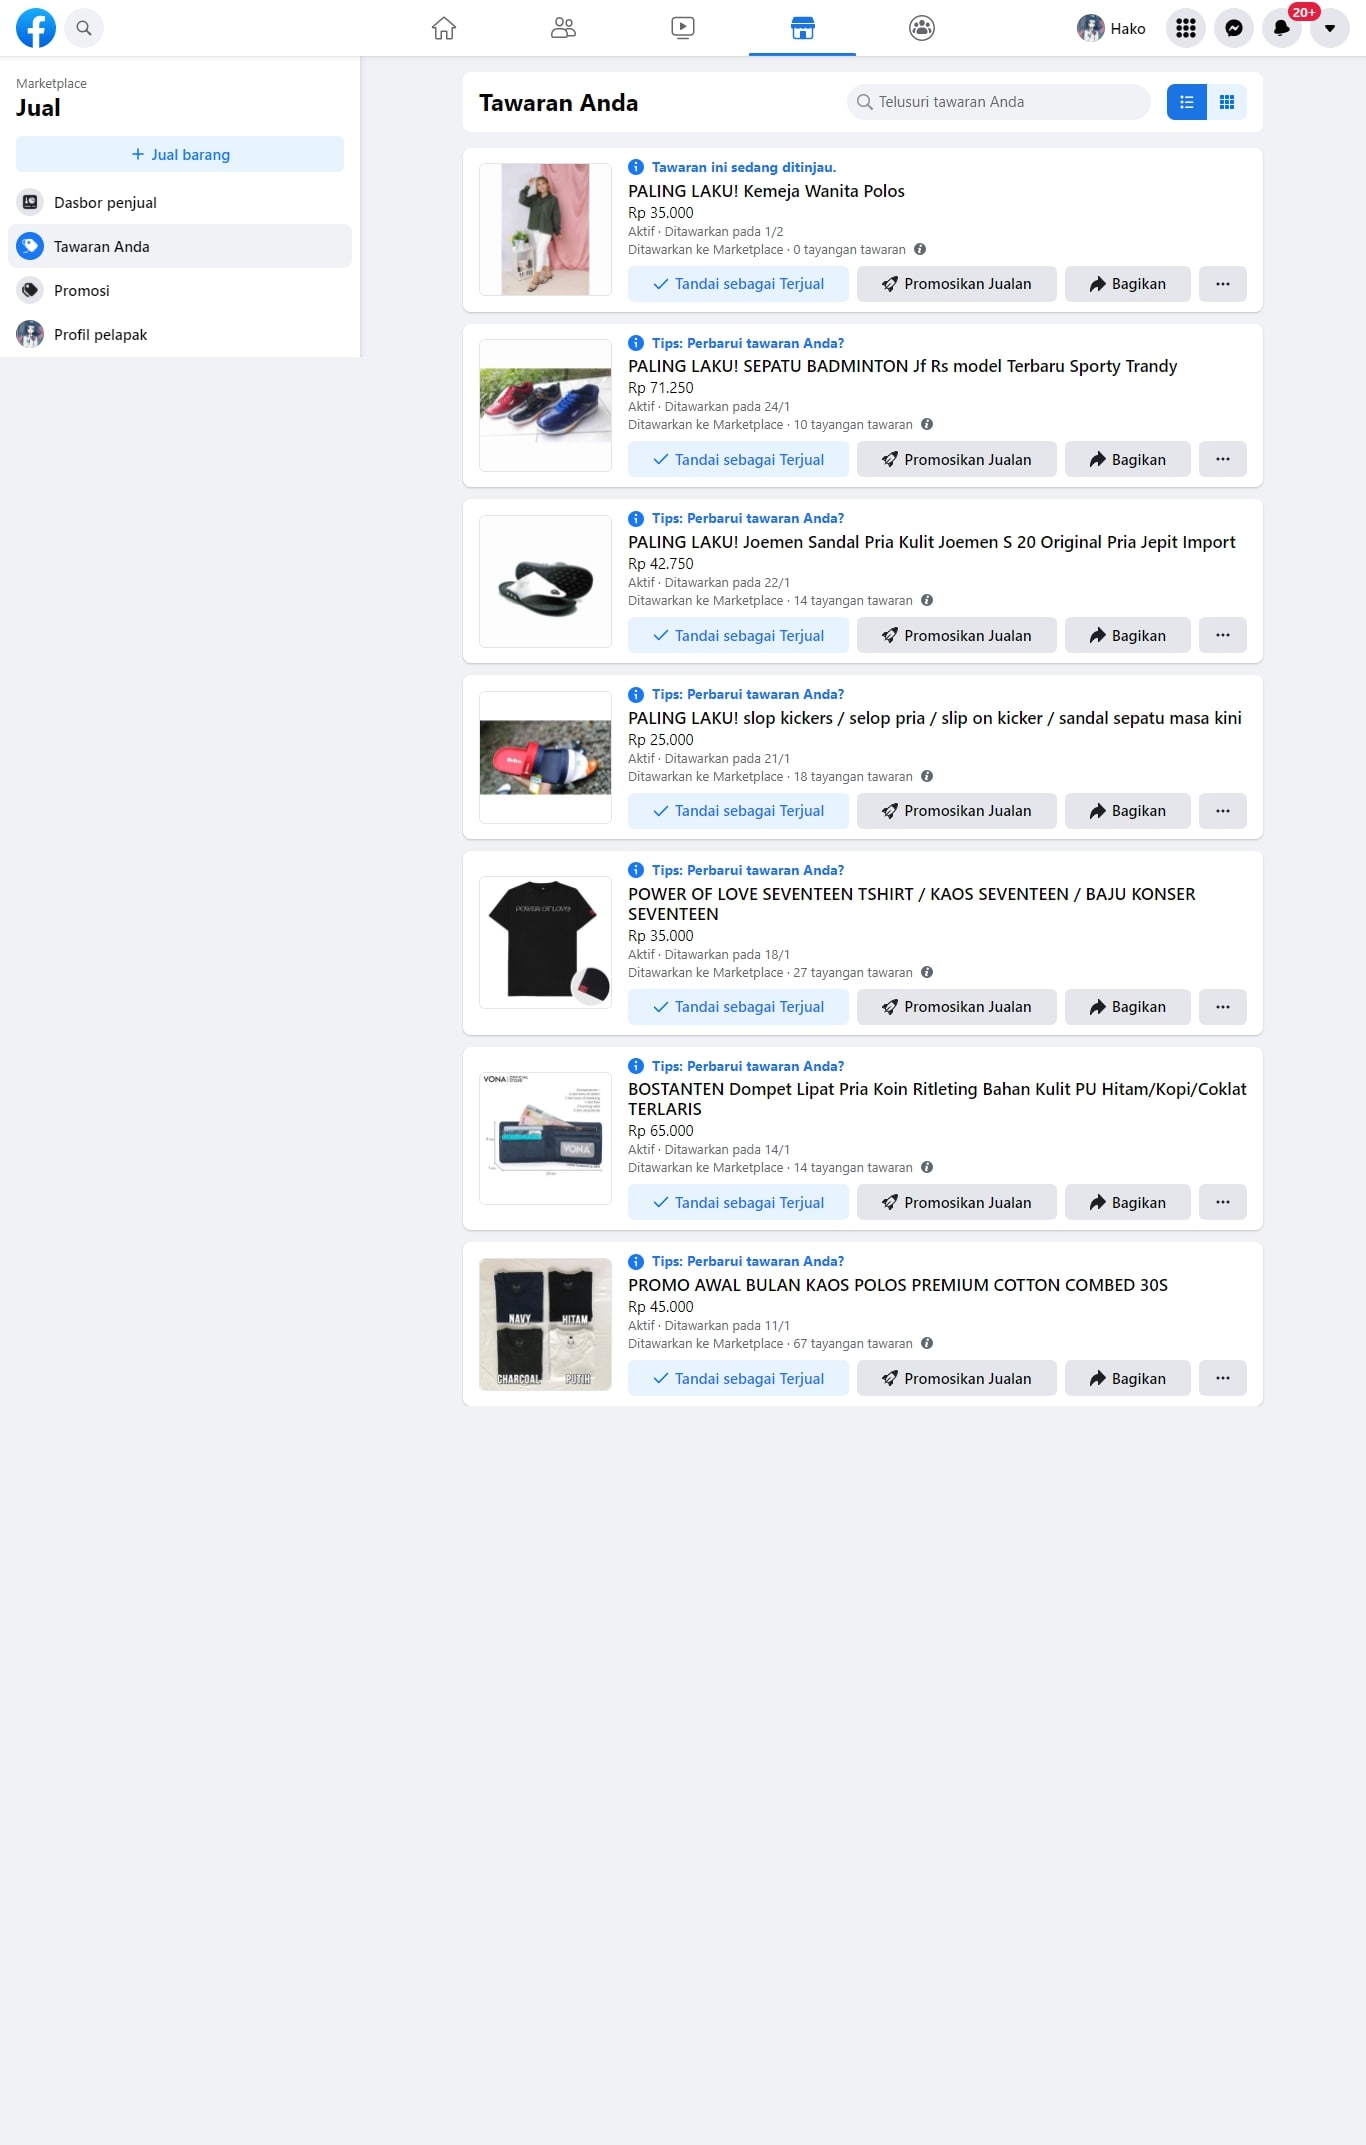 20+
Hako
Marketplace
Jual
Jual barang
Dasbor penjual
Tawaran Anda
Promosi
Profil pelapak
Tawaran Anda
Telusuri tawaran Anda
Tawaran ini sedang ditinjau.
PALING LAKU! Kemeja Wanita Polos
Rp 35.000
Aktif · Ditawarkan pada 1/2
Ditawarkan ke Marketplace · 0 tayangan tawaran
Tandai sebagai Terjual Promosikan Jualan Bagikan
Tips: Perbarui tawaran Anda?
PALING LAKU! SEPATU BADMINTON Jf Rs model Terbaru Sporty Trandy
Rp 71.250
Aktif · Ditawarkan pada 24/1
Ditawarkan ke Marketplace · 10 tayangan tawaran
Tandai sebagai Terjual Promosikan Jualan Bagikan
Tips: Perbarui tawaran Anda?
PALING LAKU! Joemen Sandal Pria Kulit Joemen S 20 Original Pria Jepit Import
Rp 42.750
Aktif · Ditawarkan pada 22/1
Ditawarkan ke Marketplace · 14 tayangan tawaran
Tandai sebagai Terjual Promosikan Jualan Bagikan
Tips: Perbarui tawaran Anda?
PALING LAKU! slop kickers / selop pria / slip on kicker / sandal sepatu masa kini
Rp 25.000
Aktif · Ditawarkan pada 21/1
Ditawarkan ke Marketplace · 18 tayangan tawaran
Tandai sebagai Terjual Promosikan Jualan Bagikan
POWER OF LOVE
Tips: Perbarui tawaran Anda?
POWER OF LOVE SEVENTEEN TSHIRT / KAOS SEVENTEEN / BAJU KONSER
SEVENTEEN
Rp 35.000
Aktif · Ditawarkan pada 18/1
Ditawarkan ke Marketplace · 27 tayangan tawaran
Tandai sebagai Terjual Promosikan Jualan Bagikan
VONA
VONA
Tips: Perbarui tawaran Anda?
BOSTANTEN Dompet Lipat Pria Koin Ritleting Bahan Kulit PU Hitam/Kopi/Coklat
TERLARIS
Rp 65.000
Aktif · Ditawarkan pada 14/1
Ditawarkan ke Marketplace · 14 tayangan tawaran
Tandai sebagai Terjual Promosikan Jualan Bagikan
NAVY HITAM
CHARCOAL PUTIH
Tips: Perbarui tawaran Anda?
PROMO AWAL BULAN KAOS POLOS PREMIUM COTTON COMBED 30S
Rp 45.000
Aktif · Ditawarkan pada 11/1
Ditawarkan ke Marketplace · 67 tayangan tawaran
Tandai sebagai Terjual Promosikan Jualan Bagikan